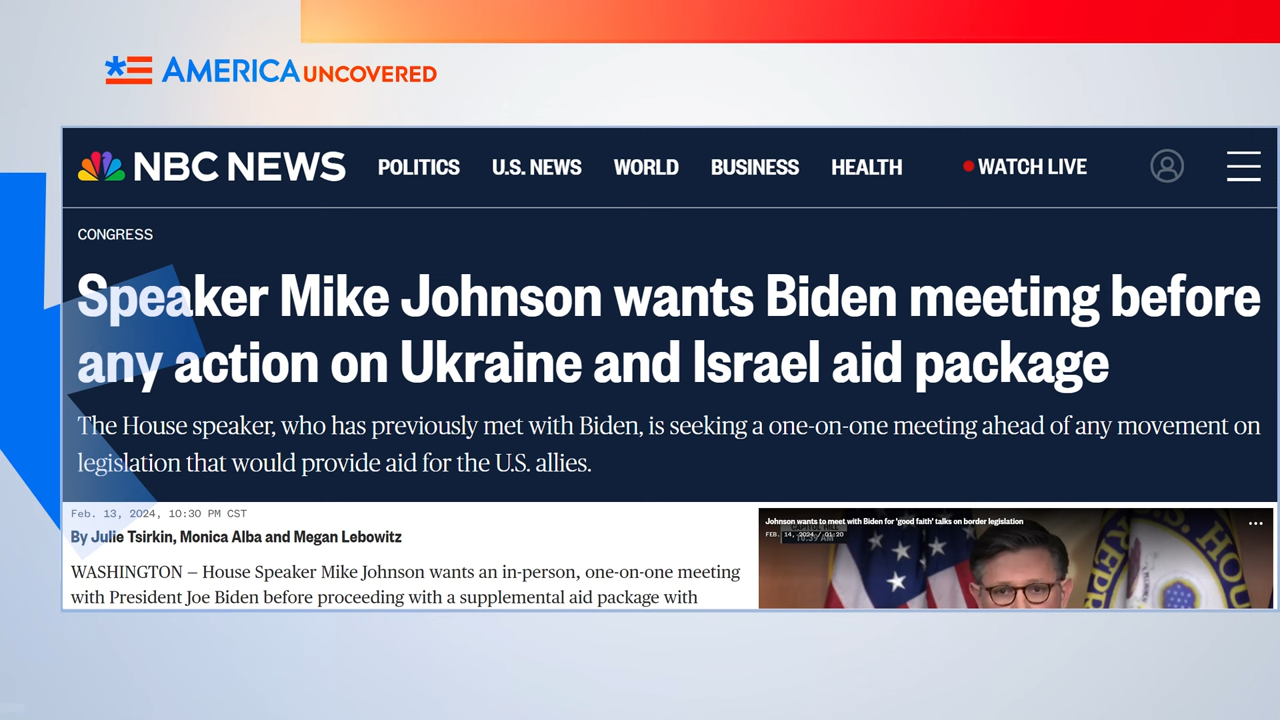 AMERICA UNCOVERED
NBC NEWS POLITICS U.S. NEWS WORLD BUSINESS HEALTH WATCH LIVE
CONGRESS
Speaker Mike Johnson wants Biden meeting before
any action on Ukraine and Israel aid package
The House speaker, who has previously met with Biden, is seeking a one-on-one meeting ahead of any movement on
legislation that would provide aid for the U.S. allies.
Feb. 13, 2024, 10:30 PM CST
By Julie Tsirkin, Monica Alba and Megan Lebowitz
WASHINGTON — House Speaker Mike Johnson wants an in-person, one-on-one meeting
with President Joe Biden before proceeding with a supplemental aid package with
Johnson wants to meet with Biden for 'good faith' talks on border legislation
FEB. 14, 2024 / 01:20